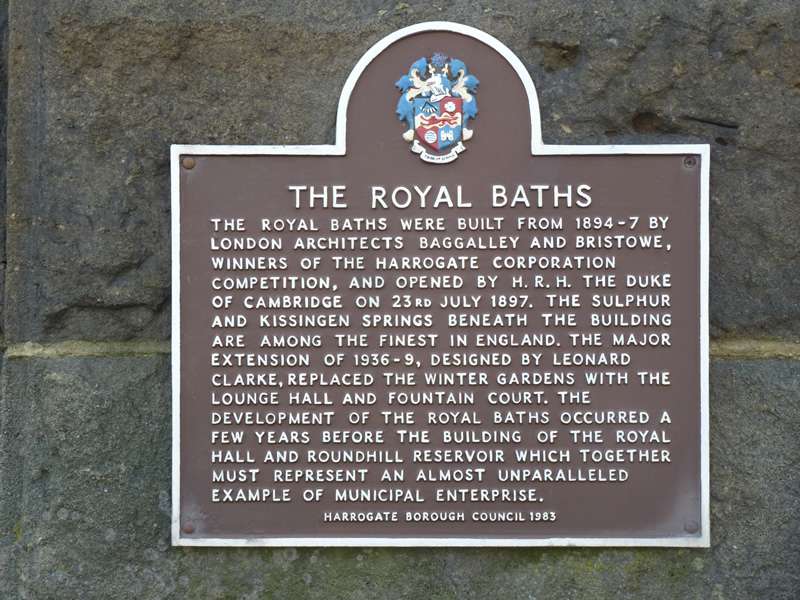 THE ROYAL BATHS
THE ROYAL BATHS WERE BUILT FROM 1894-7 BY
LONDON ARCHITECTS BAGGALLEY AND BRISTOWE,
WINNERS OF THE HARROGATE CORPORATION
COMPETITION, AND OPENED BY H.R.H. THE DUKE
OF CAMBRIDGE ON 23RD JULY 1897. THE SULPHUR
AND KISSINGEN SPRINGS BENEATH THE BUILDING
ARE AMONG THE FINEST IN ENGLAND. THE MAJOR
EXTENSION OF 1936-9, DESIGNED BY LEONARD
CLARKE, REPLACED THE WINTER GARDENS WITH THE
LOUNGE HALL AND FOUNTAIN COURT. THE
DEVELOPMENT OF THE ROYAL BATHS OCCURRED A
FEW YEARS BEFORE THE BUILDING OF THE ROYAL
HALL AND ROUNDHILL RESERVOIR WHICH TOGETHER
MUST REPRESENT AN ALMOST UNPARALLELED
EXAMPLE OF MUNICIPAL ENTERPRISE.
HARROGATE BOROUGH COUNCIL 1983